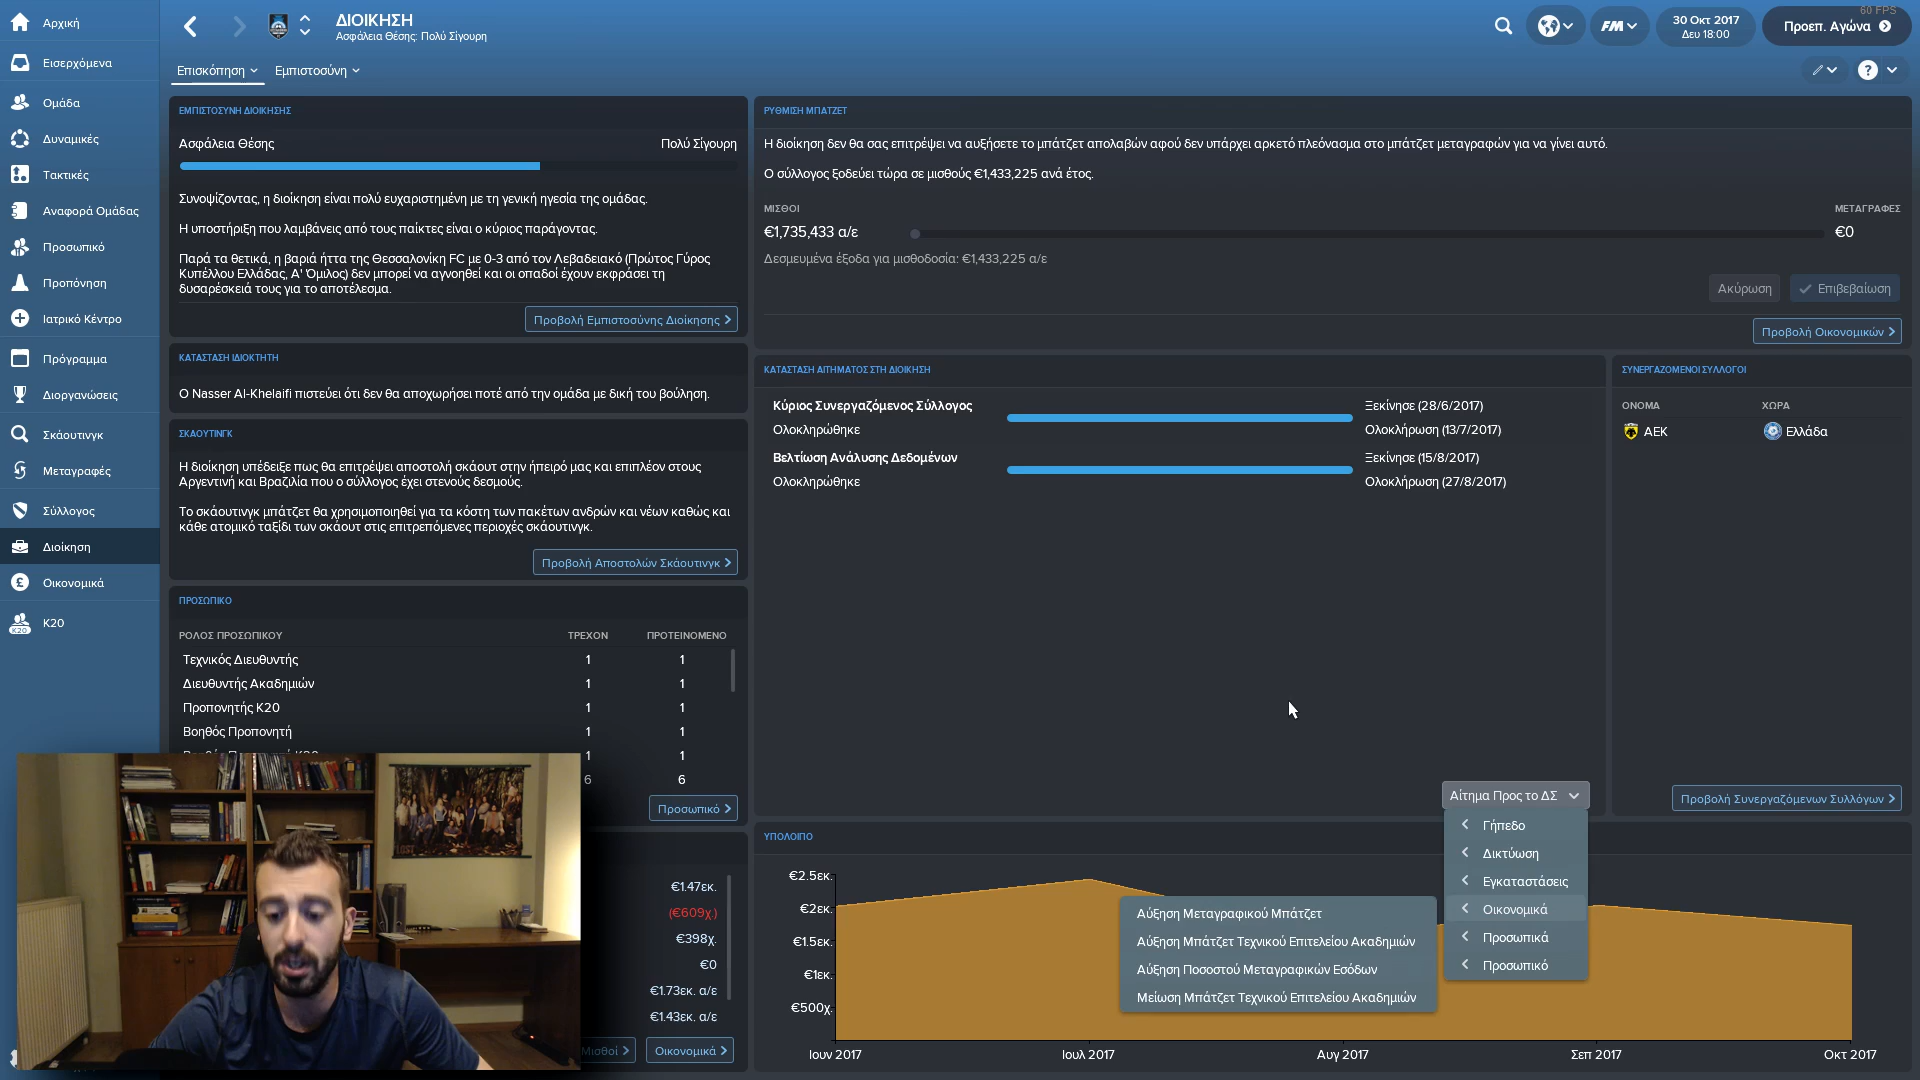 60 FPS
Αρχική
Εισερχόμενα
Ομάδα
Δυναμικές
Τακτικές
Αναφορά Ομάδας
Προσωπικό
Προπόνηση
Ιατρικό Κέντρο
Πρόγραμμα
Διοργανώσεις
Σκάουτινγκ
Μεταγραφές
Σύλλογος
Διοίκηση
Οικονομικά
K20
K20
ΔΙΟΙΚΗΣΗ
Ασφάλεια Θέσης: Πολύ Σίγουρη
FM
30 Οκτ 2017
Δευ 18:00
Προεπ. Αγώνα
Επισκόπηση
Εμπιστοσύνη
?
ΕΜΠΙΣΤΟΣΥΝΗ ΔΙΟΙΚΗΣΗΣ
Ασφάλεια Θέσης Πολύ Σίγουρη
Συνοψίζοντας, η διοίκηση είναι πολύ ευχαριστημένη με τη γενική ηγεσία της ομάδας.
Η υποστήριξη που λαμβάνεις από τους παίκτες είναι ο κύριος παράγοντας.
Παρά τα θετικά, η βαριά ήττα της Θεσσαλονίκη FC με 0-3 από τον Λεβαδειακό (Πρώτος Γύρος
Κυπέλλου Ελλάδας, Α' Όμιλος) δεν μπορεί να αγνοηθεί και οι οπαδοί έχουν εκφράσει τη
δυσαρέσκειά τους για το αποτέλεσμα.
Προβολή Εμπιστοσύνης Διοίκησης
ΚΑΤΑΣΤΑΣΗ ΙΔΙΟΚΤΗΤΗ
Ο Nasser Al-Khelaifi πιστεύει ότι δεν θα αποχωρήσει ποτέ από την ομάδα με δική του βούληση.
ΣΚΑΟΥΤΙΝΓΚ
Η διοίκηση υπέδειξε πως θα επιτρέψει αποστολή σκάουτ στην ήπειρό μας και επιπλέον στους
Αργεντινή και Βραζιλία που ο σύλλογος έχει στενούς δεσμούς.
Το σκάουτινγκ μπάτζετ θα χρησιμοποιηθεί για τα κόστη των πακέτων ανδρών και νέων καθώς και
κάθε ατομικό ταξίδι των σκάουτ στις επιτρεπόμενες περιοχές σκάουτινγκ.
Προβολή Αποστολών Σκάουτινγκ
ΠΡΟΣΩΠΙΚΟ
ΡΟΛΟΣ ΠΡΟΣΩΠΙΚΟΥ ΤΡΕΧΟΝ ΠΡΟΤΕΙΝΟΜΕΝΟ
Τεχνικός Διευθυντής 1 1
Διευθυντής Ακαδημιών 1 1
Προπονητής Κ20 1 1
Βοηθός Προπονητή 1 1
1 1
6 6
Προσωπικό
€1.47εκ.
(€609χ.)
€398χ.
€0
€1.73εκ. α/ε
€1.43εκ. α/ε
Μισθοί
Οικονομικά
LOST
ΡΥΘΜΙΣΗ ΜΠΑΤΖΕΤ
Η διοίκηση δεν θα σας επιτρέψει να αυξήσετε το μπάτζετ απολαβών αφού δεν υπάρχει αρκετό πλεόνασμα στο μπάτζετ μεταγραφών για να γίνει αυτό.
Ο σύλλογος ξοδεύει τώρα σε μισθούς €1,433,225 ανά έτος.
ΜΙΣΘΟΙ ΜΕΤΑΓΡΑΦΕΣ
€1,735,433 α/ε €0
Δεσμευμένα έξοδα για μισθοδοσία: €1,433,225 α/ε
Ακύρωση
Επιβεβαίωση
Προβολή Οικονομικών
ΚΑΤΑΣΤΑΣΗ ΑΙΤΗΜΑΤΟΣ ΣΤΗ ΔΙΟΙΚΗΣΗ
Κύριος Συνεργαζόμενος Σύλλογος Ξεκίνησε (28/6/2017)
Ολοκληρώθηκε Ολοκλήρωση (13/7/2017)
Βελτίωση Ανάλυσης Δεδομένων Ξεκίνησε (15/8/2017)
Ολοκληρώθηκε Ολοκλήρωση (27/8/2017)
Αίτημα Προς το ΔΣ
Γήπεδο
Δικτύωση
Εγκαταστάσεις
Οικονομικά
Προσωπικά
Προσωπικό
Αύξηση Μεταγραφικού Μπάτζετ
Αύξηση Μπάτζετ Τεχνικού Επιτελείου Ακαδημιών
Αύξηση Ποσοστού Μεταγραφικών Εσόδων
Μείωση Μπάτζετ Τεχνικού Επιτελείου Ακαδημιών
ΣΥΝΕΡΓΑΖΟΜΕΝΟΙ ΣΥΛΛΟΓΟΙ
ΟΝΟΜΑ ΧΩΡΑ
ΑΕΚ Ελλάδα
Προβολή Συνεργαζόμενων Συλλόγων
ΥΠΟΛΟΙΠΟ
€2.5εκ.
€2εκ.
€1.5εκ.
€1εκ.
€500χ.
Ιουν 2017 Ιουλ 2017 Αυγ 2017 Σεπ 2017 Οκτ 2017